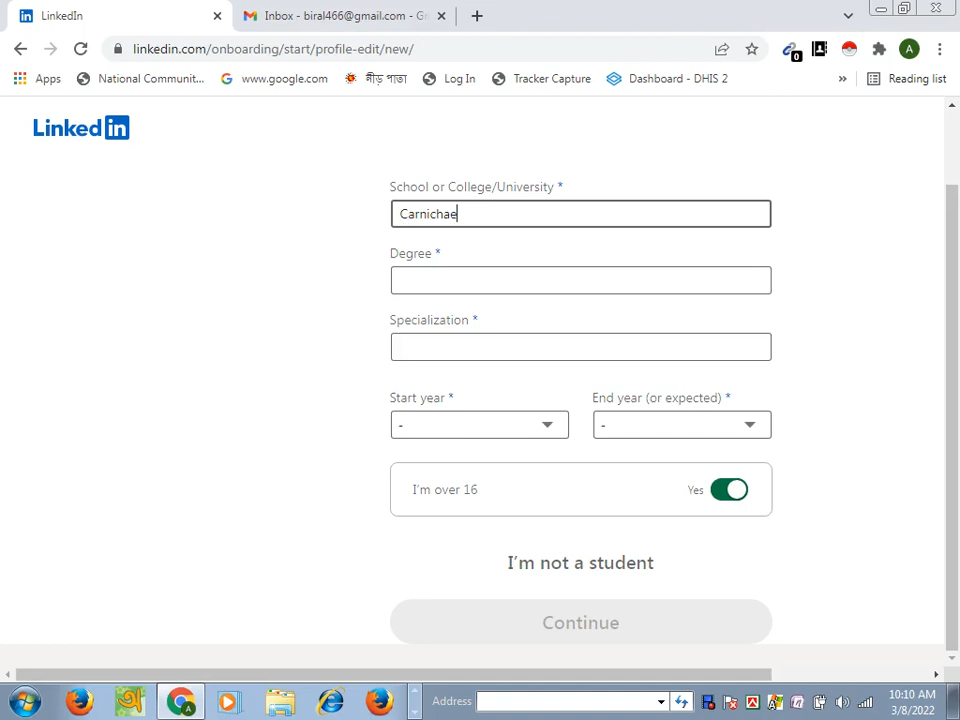 LinkedIn
Inbox - biral466@gmail.com - G
linkedin.com/onboarding/start/profile-edit/new/
0
A
Apps
National Communit...
www.google.com
নীড় পাতা
Log In
Tracker Capture
Dashboard - DHIS 2
»
Reading list
Linked in
School or College/University *
Carnichae
Degree *
Specialization *
Start year *
End year (or expected) *
-
-
I'm over 16
Yes
I'm not a student
Continue
Address
10:10 AM
3/8/2022